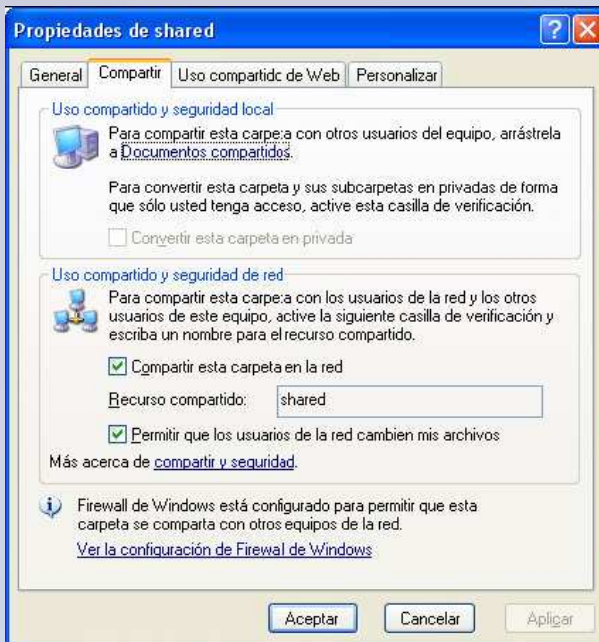 Propiedades de shared
General
Compartir
Uso compartidc de Web
Personalizar
Uso compartido y seguridad local
Para compartir esta carpe:a con otros usuarios del equipo, arrástrela
a Documentos compartidos.
Para convertir esta carpeta y sus subcarpetas en privadas de forma
que sólo usted tenga acceso, active esta casilla de verificación.
Convertir esta carpeta en privada
Uso compartido y seguridad de red
Para compartir esta carpe:a con los usuarios de la red y los otros
usuarios de este equipo, active la siguiente casilla de verificación y
escriba un nombre para el recurso compartido.
Compartir esta carpeta en la red
Recurso compartido: shared
Permitir que los usuarios de la red cambien mis archivos
Más acerca de compartir y seguridad.
Firewall de Windows está configurado para permitir que esta
carpeta se comparta con otros equipos de la red.
Ver la configuración de Firewal de Windows
Aceptar
Cancelar
Aplicar